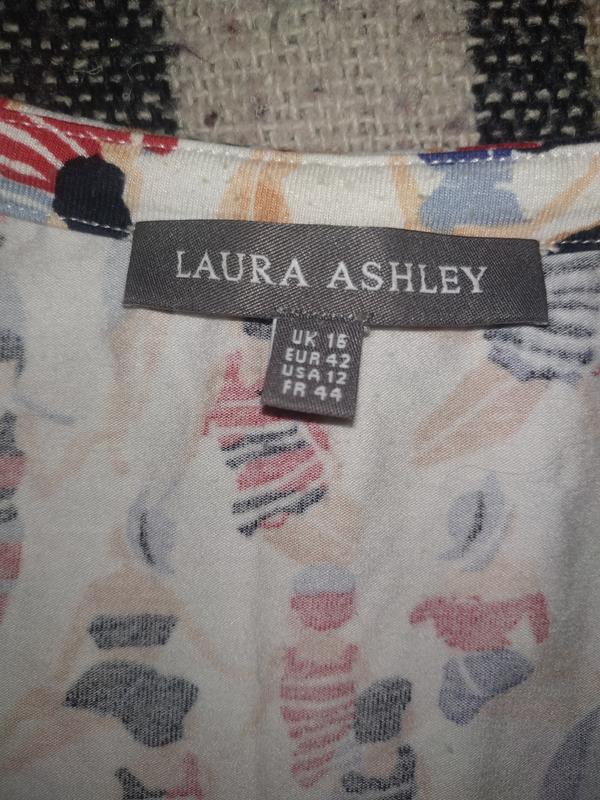 LAURA ASHLEY
UK 16
EUR 42
USA 12
FR 44